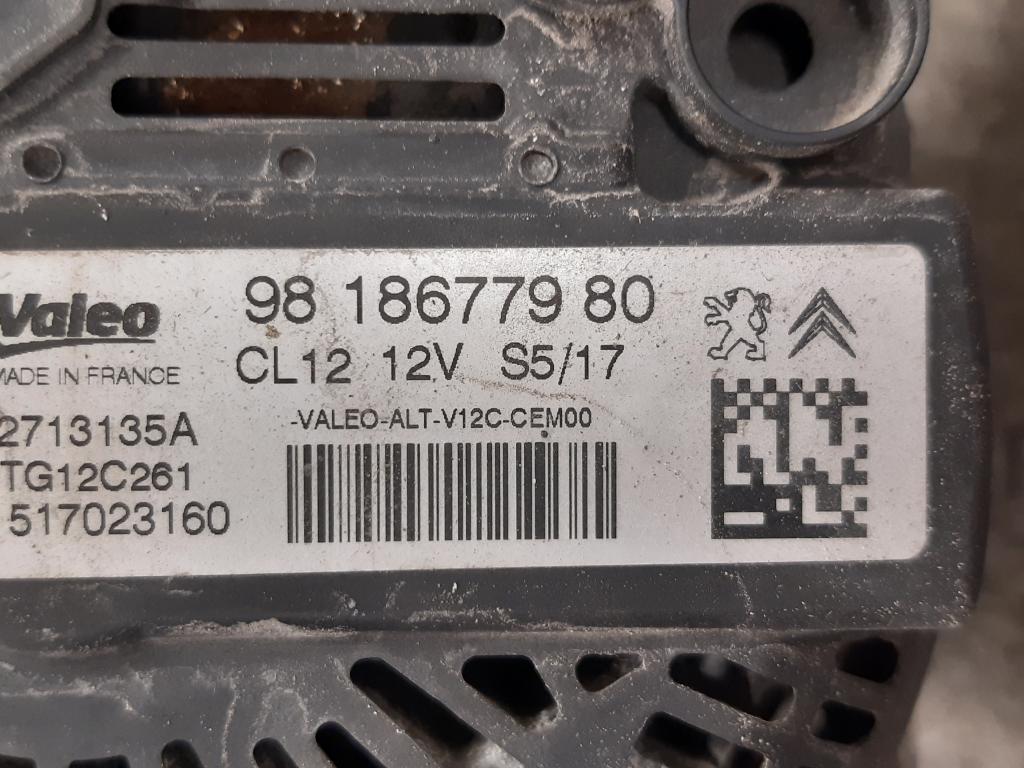 Valeo
98 186779 80
MADE IN FRANCE
CL12 12V S5/17
-VALEO-ALT-V12C-CEM00
2713135A
TG12C261
517023160